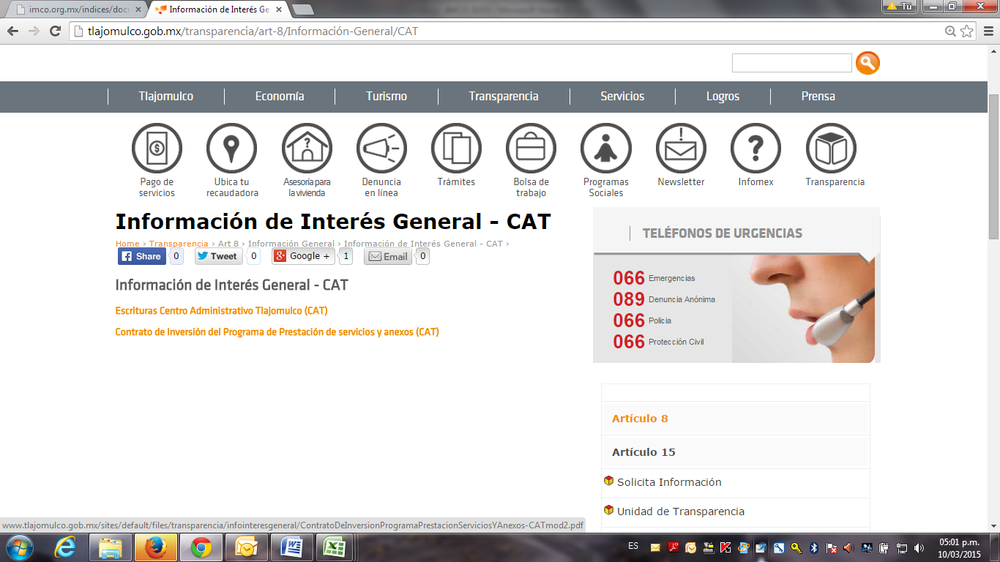 imco.org.mx/indices/docu
Información de Interés Ge
Tú
tlajomulco.gob.mx/transparencia/art-8/Información-General/CAT
Tlajomulco
Economía
Turismo
Transparencia
Servicios
Logros
Prensa
Pago de
servicios
Ubica tu
recaudadora
Asesoría para
la vivienda
Denuncia
en línea
Trámites
Bolsa de
trabajo
Programas
Sociales
Newsletter
Infomex
Transparencia
Información de Interés General - CAT
Home › Transparencia › Art 8 › Información General › Información de Interés General - CAT ›
Share 0 Tweet 0 Google + 1 Email 0
Información de Interés General - CAT
Escrituras Centro Administrativo Tlajomulco (CAT)
Contrato de Inversión del Programa de Prestación de servicios y anexos (CAT)
TELÉFONOS DE URGENCIAS
066 Emergencias
089 Denuncia Anónima
066 Policia
066 Protección Civil
Artículo 8
Artículo 15
Solicita Información
Unidad de Transparencia
www.tlajomulco.gob.mx/sites/default/files/transparencia/infointeresgeneral/ContratoDeInversionProgramaPrestacionServiciosYAnexos-CATmod2.pdf
ES
05:01 p.m.
10/03/2015